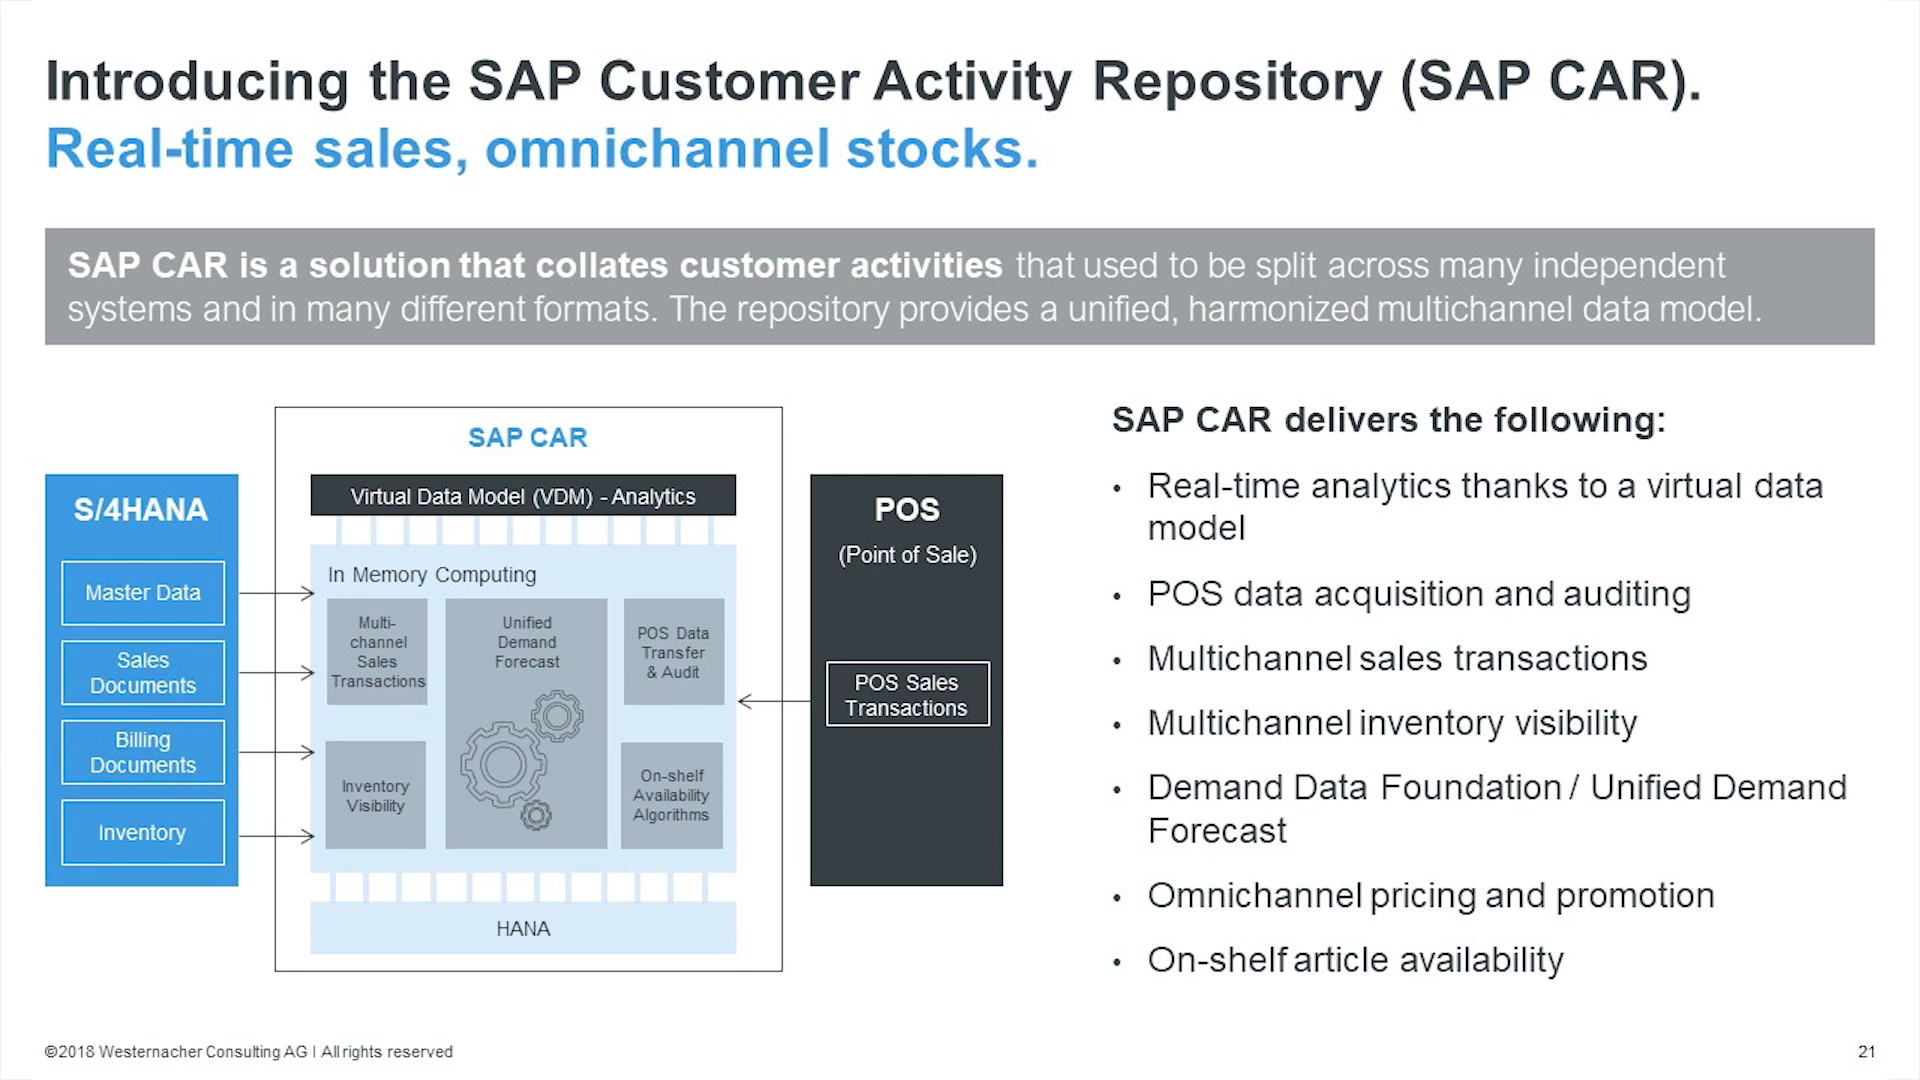 Introducing the SAP Customer Activity Repository (SAP CAR).
Real-time sales, omnichannel stocks.
SAP CAR is a solution that collates customer activities that used to be split across many independent
systems and in many different formats. The repository provides a unified, harmonized multichannel data model.
S/4HANA
Master Data
Sales
Documents
Billing
Documents
Inventory
SAP CAR
Virtual Data Model (VDM) - Analytics
In Memory Computing
Multi-
channel
Sales
Transactions
Unified
Demand
Forecast
POS Data
Transfer
& Audit
Inventory
Visibility
On-shelf
Availability
Algorithms
HANA
POS
(Point of Sale)
POS Sales
Transactions
SAP CAR delivers the following:
• Real-time analytics thanks to a virtual data
model
• POS data acquisition and auditing
• Multichannel sales transactions
• Multichannel inventory visibility
• Demand Data Foundation / Unified Demand
Forecast
• Omnichannel pricing and promotion
• On-shelf article availability
©2018 Westernacher Consulting AG I All rights reserved
21